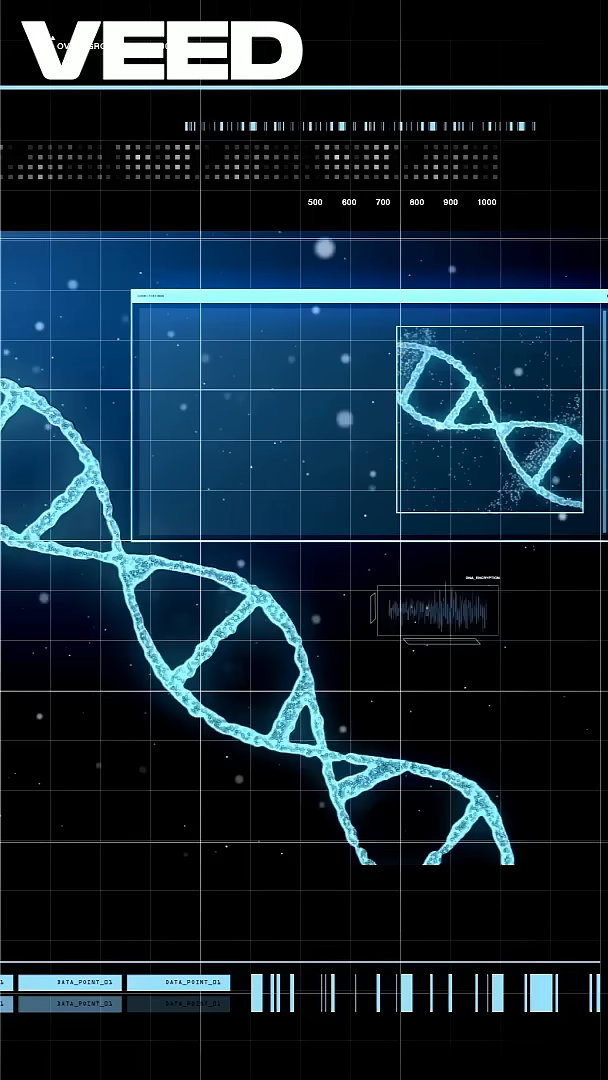 VEED
500 600 700 800 900 1000
DNA_ENCRYPTION
DATA_POINT_01 DATA_POINT_01
DATA_POINT_01 DATA_POINT_01